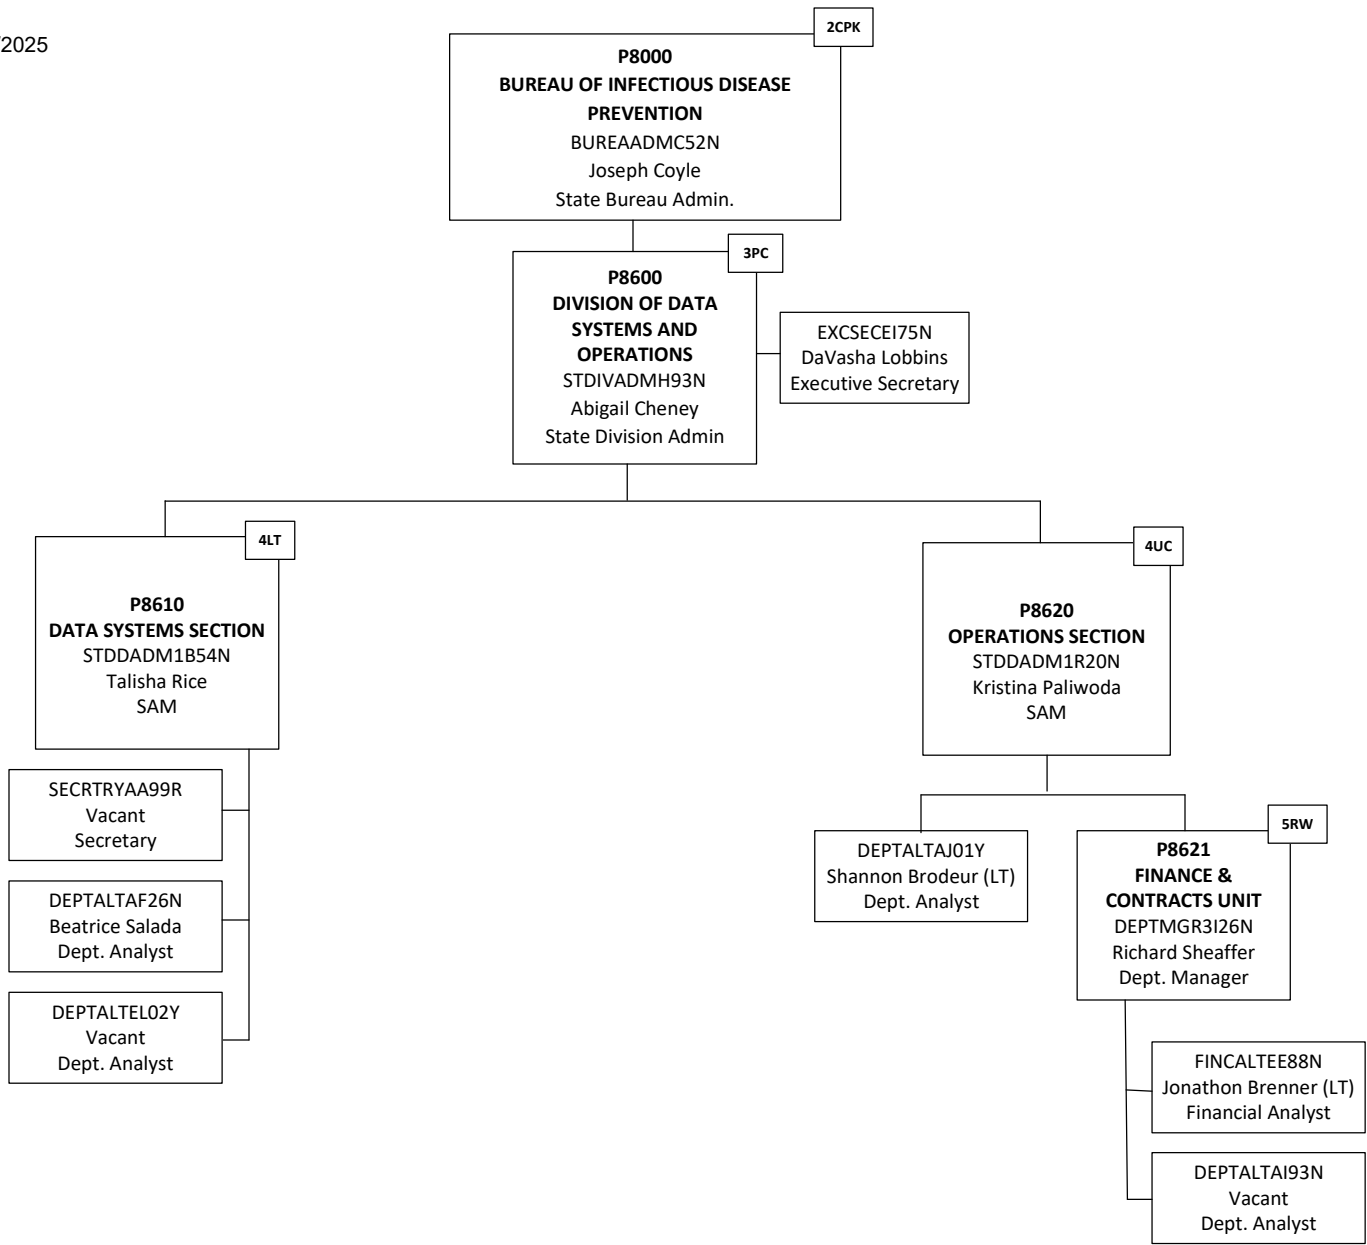 /2025
2CPK
P8000
BUREAU OF INFECTIOUS DISEASE
PREVENTION
BUREAADMC52N
Joseph Coyle
State Bureau Admin.
3PC
P8600
DIVISION OF DATA
SYSTEMS AND
OPERATIONS
STDIVADMH93N
Abigail Cheney
State Division Admin
EXCSECEI75N
DaVasha Lobbins
Executive Secretary
4LT
P8610
DATA SYSTEMS SECTION
STDDADM1B54N
Talisha Rice
SAM
SECRTRYAA99R
Vacant
Secretary
DEPTALTAF26N
Beatrice Salada
Dept. Analyst
DEPTALTEL02Y
Vacant
Dept. Analyst
4UC
P8620
OPERATIONS SECTION
STDDADM1R20N
Kristina Paliwoda
SAM
DEPTALTAJ01Y
Shannon Brodeur (LT)
Dept. Analyst
5RW
P8621
FINANCE &
CONTRACTS UNIT
DEPTMGR3I26N
Richard Sheaffer
Dept. Manager
FINCALTEE88N
Jonathon Brenner (LT)
Financial Analyst
DEPTALTAI93N
Vacant
Dept. Analyst